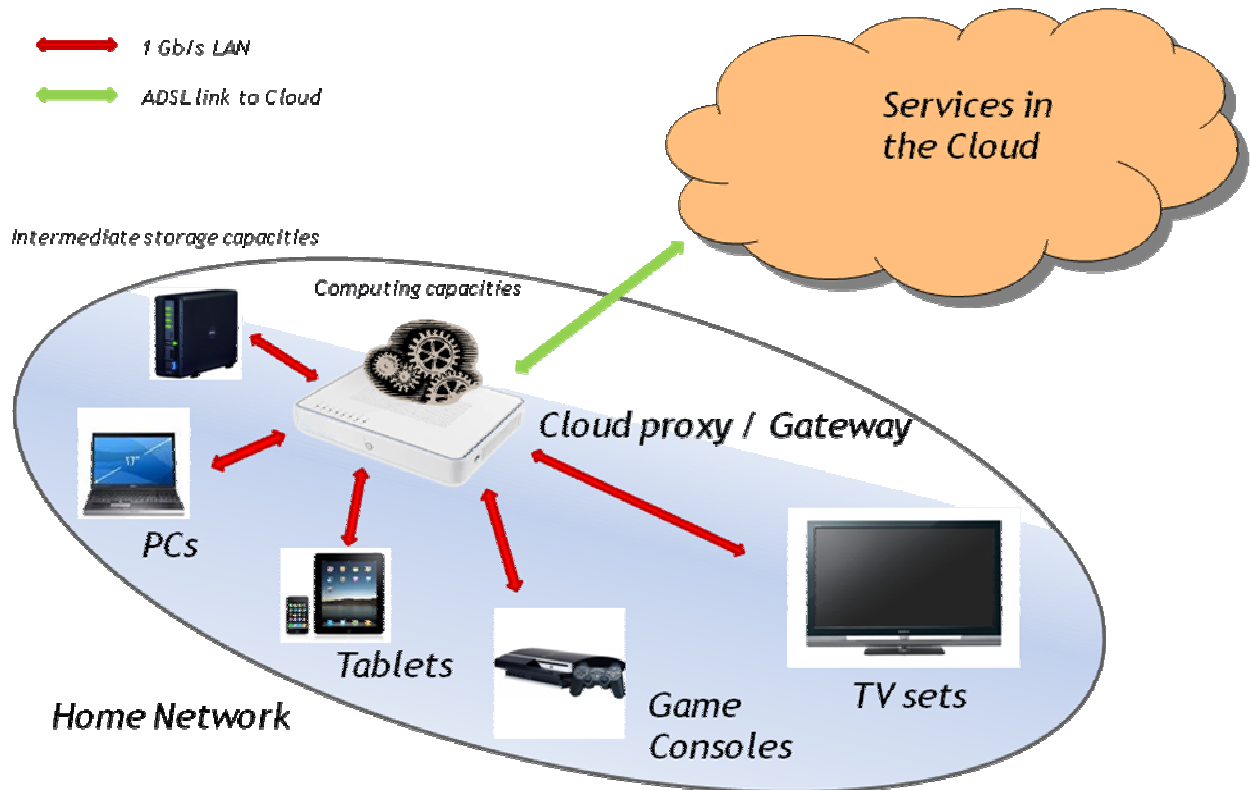 1 Gb/s LAN
ADSL link to Cloud
Services in
the Cloud
Intermediate storage capacities
Computing capacities
Cloud proxy / Gateway
PCs
Tablets
Game
Consoles
TV sets
Home Network